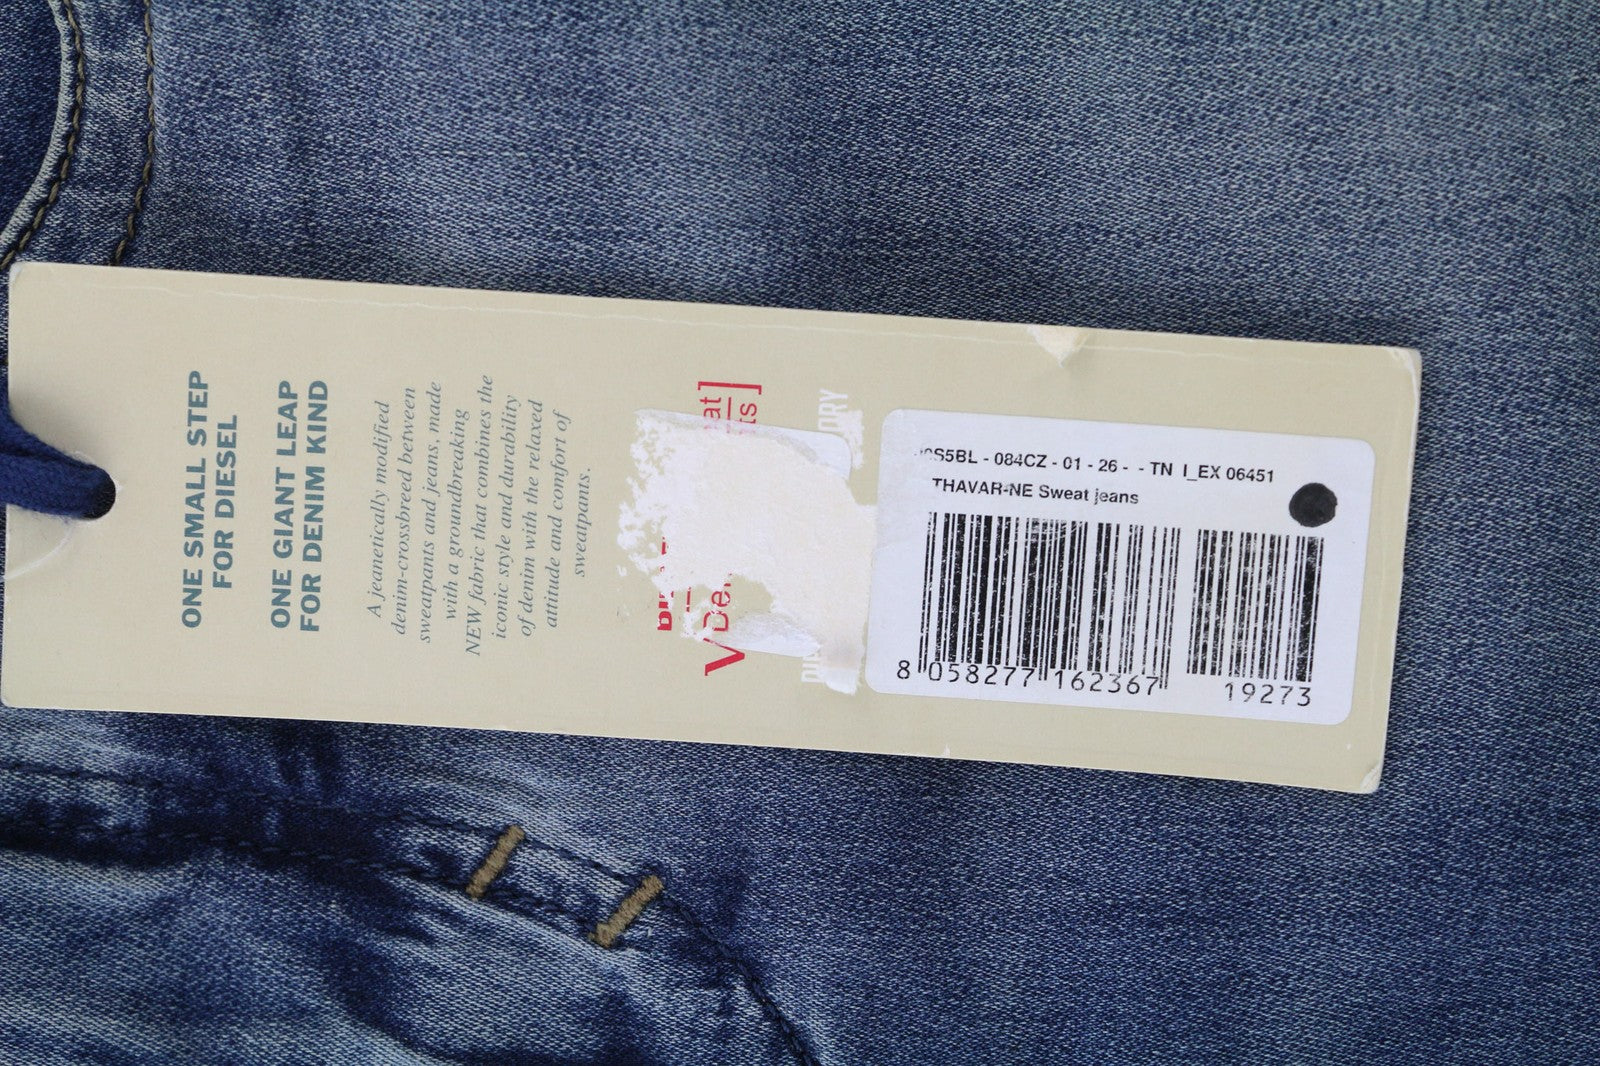 ONE SMALL STEP
FOR DIESEL
ONE GIANT LEAP
FOR DENIM KIND
A jeanetically modified
denim-crossbreed between
sweatpants and jeans, made
with a groundbreaking
NEW fabric that combines the
iconic style and durability
of denim with the relaxed
attitude and comfort of
sweatpants.
S5BL - 084CZ - 01 - 26 - - TN I_EX 06451
THAVAR-NE Sweat jeans
8 058277 162367
19273